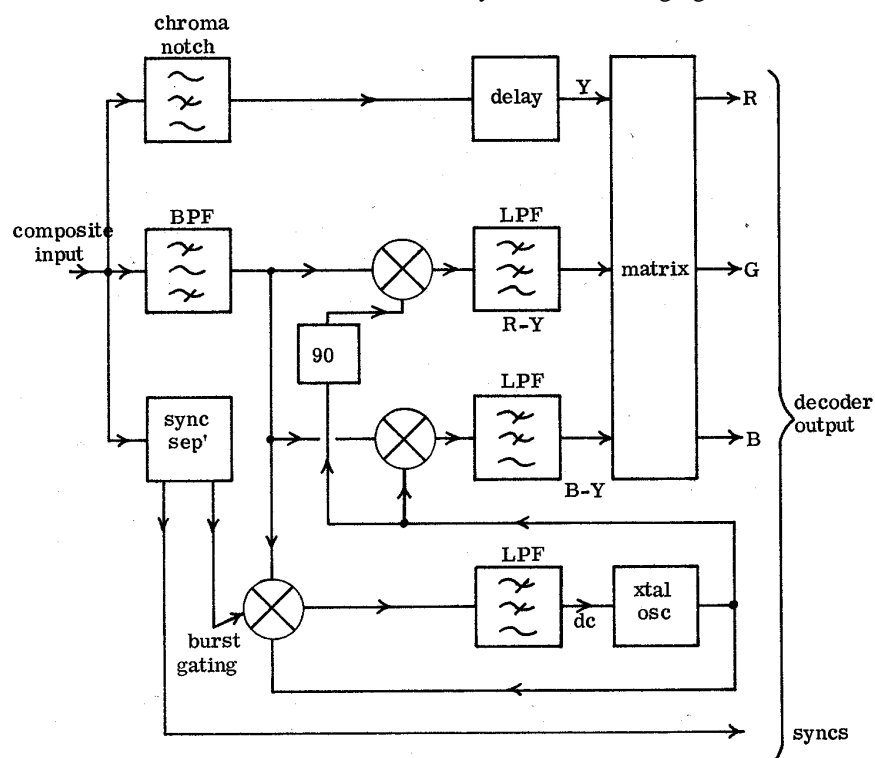 chroma
notch
delay
Y
R
BPF
composite
input
LPF
matrix
G
R-Y
90
LPF
sync
sep'
decoder
output
B
B-Y
LPF
xtal
osc
dc
burst
gating
syncs